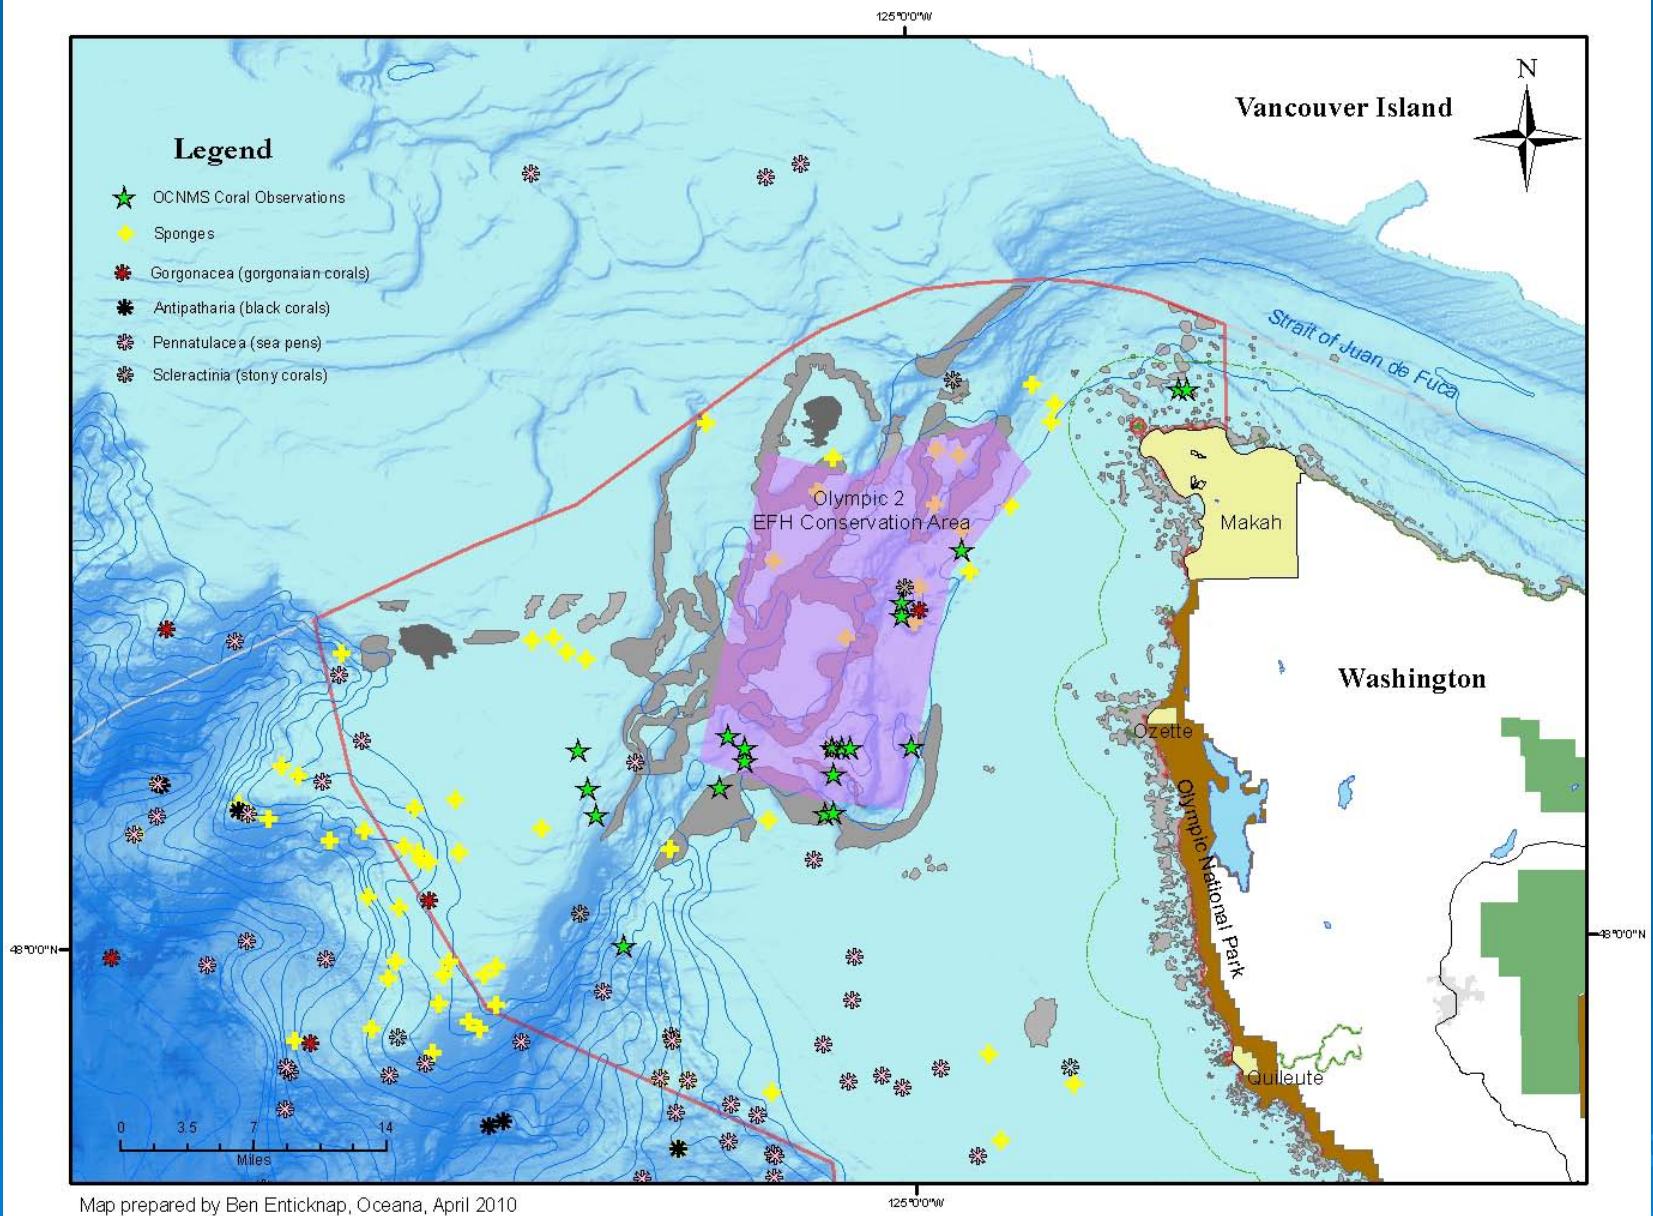 125°0'0"W
N
Vancouver Island
Legend
OCNMS Coral Observations
Sponges
Gorgonacea (gorgonaian corals)
Antipatharia (black corals)
Pennatulacea (sea pens)
Scleractinia (stony corals)
Strait of Juan de Fuca
Olympic 2
EFH Conservation Area
Makah
Washington
Ozette
Olympic National Park
48°0'0"N
48°0'0"N
Quileute
0 3.5 7 14
Miles
125°0'0"W
Map prepared by Ben Enticknap, Oceana, April 2010